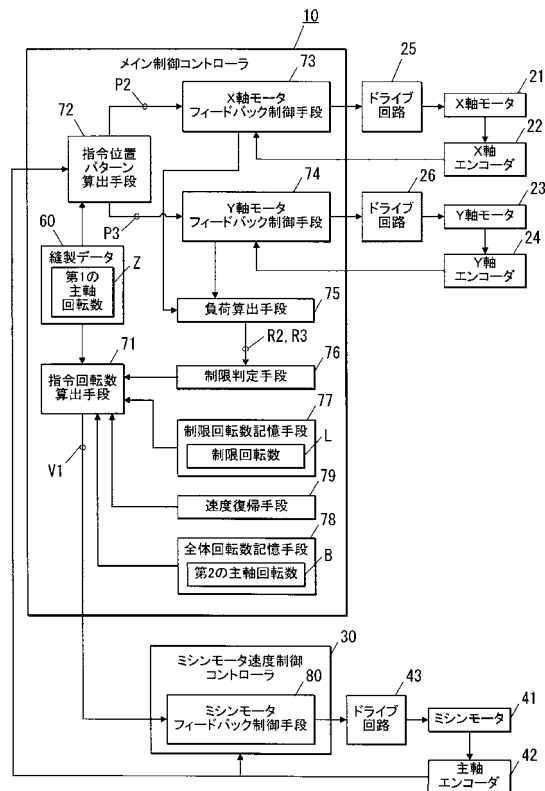 10
メイン制御コントローラ
73
X軸モータ
フィードバック制御手段
P2
72
指令位置
パターン
算出手段
25
ドライブ
回路
21
X軸モータ
22
X軸
エンコーダ
74
Y軸モータ
フィードバック制御手段
P3
26
ドライブ
回路
23
Y軸モータ
24
Y軸
エンコーダ
60
縫製データ
Z
第1の
主軸
回転数
75
負荷算出手段
R2, R3
71
指令回転数
算出手段
76
制限判定手段
77
制限回転数記憶手段
L
制限回転数
V1
79
速度復帰手段
78
全体回転数記憶手段
B
第2の主軸回転数
30
ミシンモータ速度制御
コントローラ
80
ミシンモータ
フィードバック制御手段
43
ドライブ
回路
41
ミシンモータ
42
主軸
エンコーダ